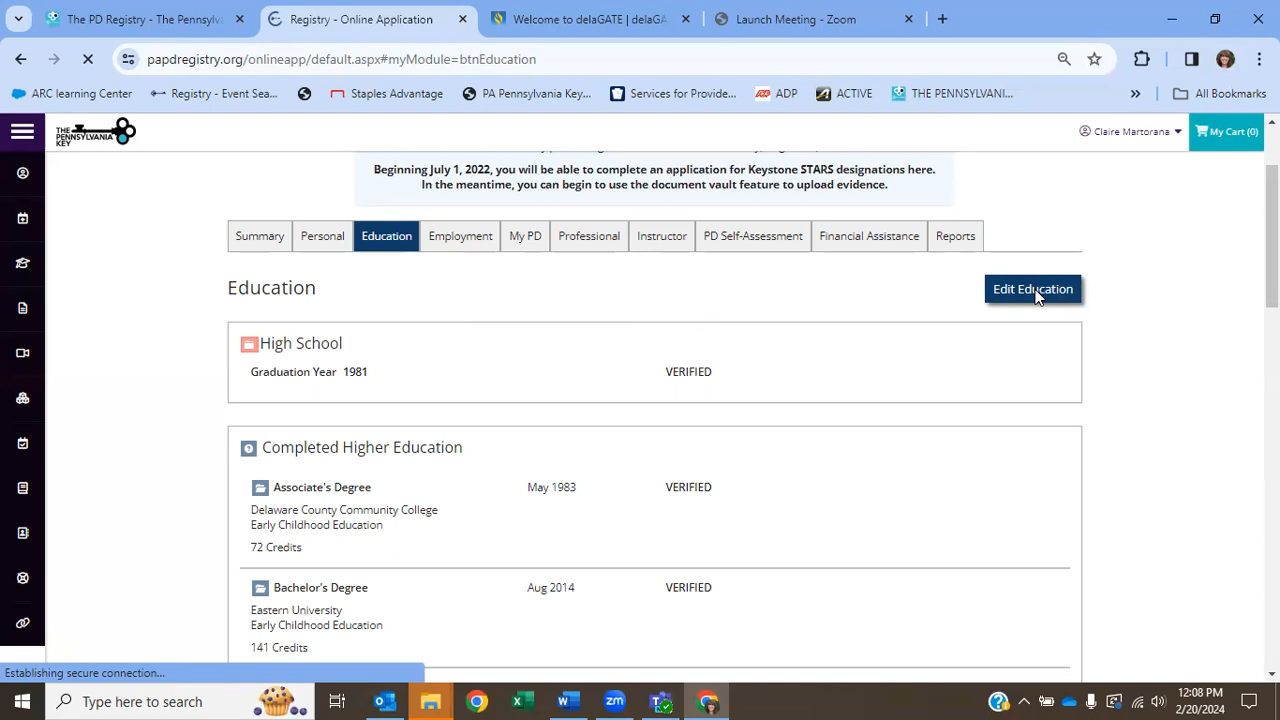 The PD Registry - The Pennsylv
Registry - Online Application
Welcome to delaGATE | delaGA
Launch Meeting - Zoom
papdregistry.org/onlineapp/default.aspx#myModule=btnEducation
ARC learning Center
Registry - Event Sea...
Staples Advantage
PA Pennsylvania Key...
Services for Provide...
ADP
ACTIVE
THE PENNSYLVANI...
»
All Bookmarks
THE
PENNSYLVANIA
KEY
Claire Martorana
My Cart (0)
Beginning July 1, 2022, you will be able to complete an application for Keystone STARS designations here.
In the meantime, you can begin to use the document vault feature to upload evidence.
Summary
Personal
Education
Employment
My PD
Professional
Instructor
PD Self-Assessment
Financial Assistance
Reports
Education
Edit Education
High School
Graduation Year 1981
VERIFIED
Completed Higher Education
Associate's Degree
May 1983
VERIFIED
Delaware County Community College
Early Childhood Education
72 Credits
Bachelor's Degree
Aug 2014
VERIFIED
Eastern University
Early Childhood Education
141 Credits
Establishing secure connection...
Type here to search
12:08 PM
2/20/2024